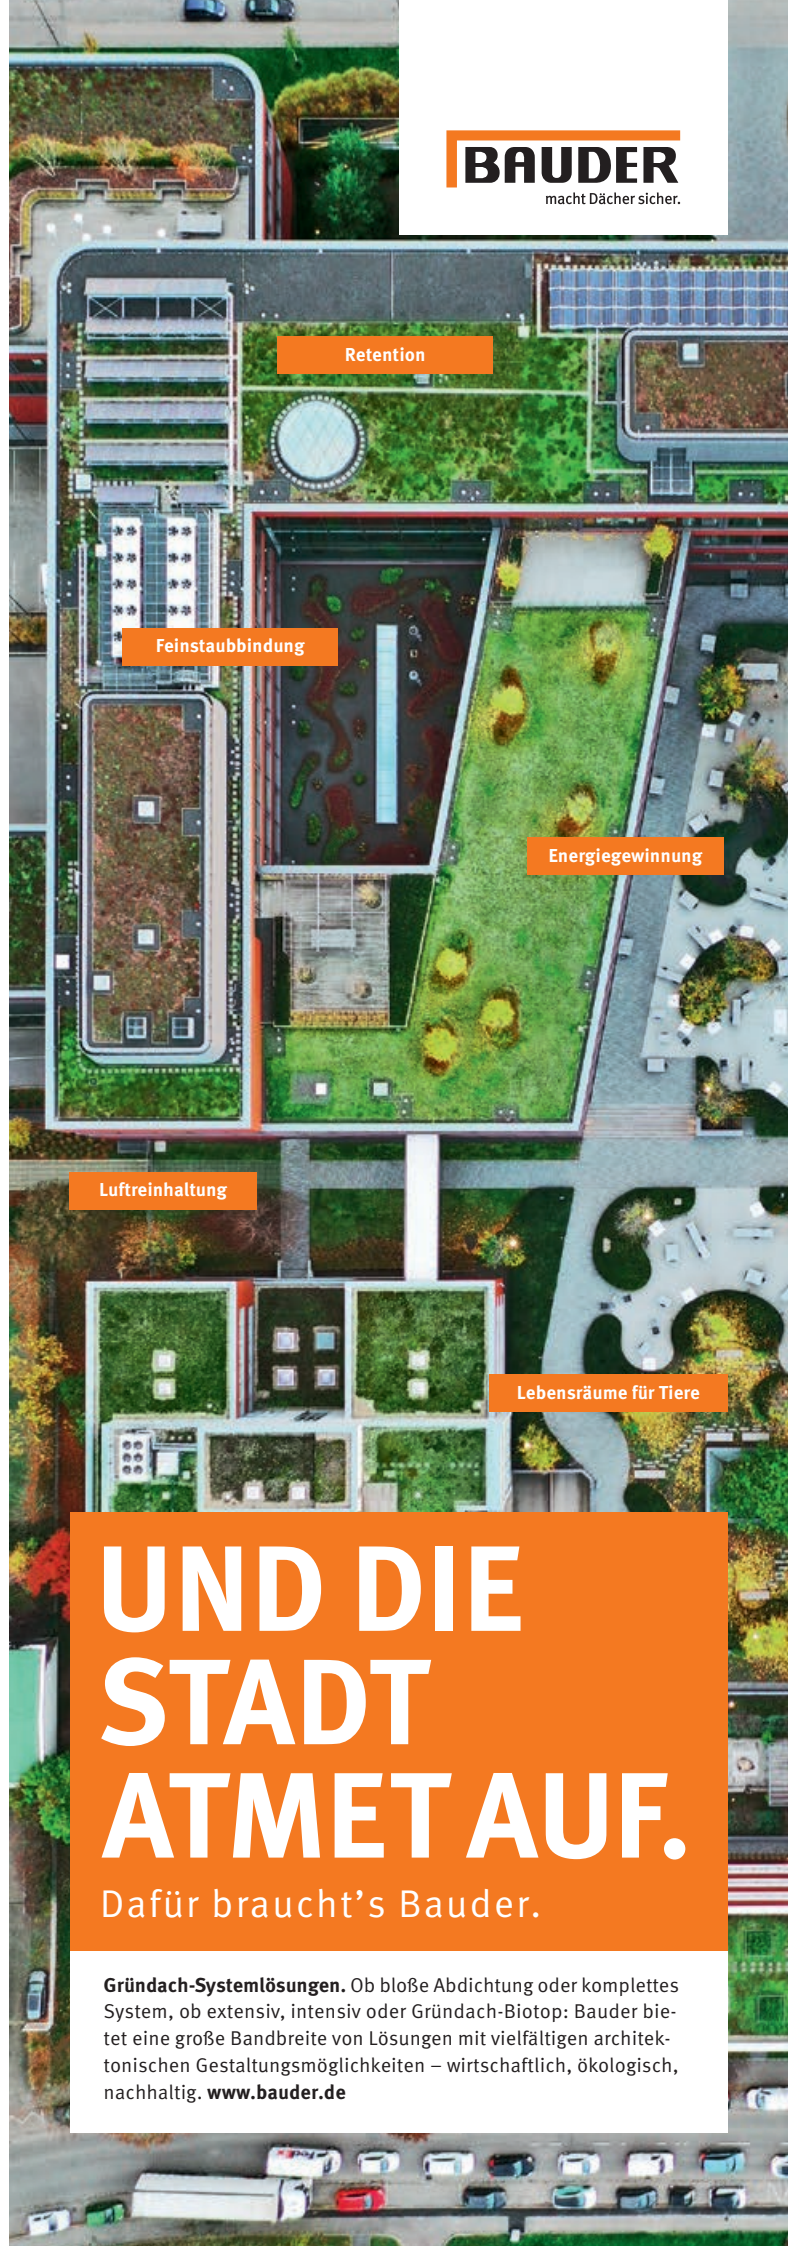 BAUDER
macht Dächer sicher.
Retention
Feinstaubbindung
Energiegewinnung
Luftreinhaltung
Lebensräume für Tiere
UND DIE
STADT
ATMET AUF.
Dafür braucht’s Bauder.
Gründach-Systemlösungen. Ob bloße Abdichtung oder komplettes
System, ob extensiv, intensiv oder Gründach-Biotop: Bauder bie-
tet eine große Bandbreite von Lösungen mit vielfältigen architek-
tonischen Gestaltungsmöglichkeiten – wirtschaftlich, ökologisch,
nachhaltig. www.bauder.de
FedEx